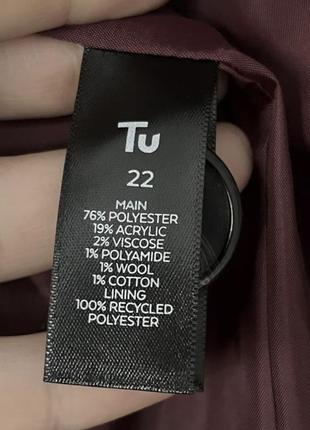 Tu
22
MAIN
76% POLYESTER
19% ACRYLIC
2% VISCOSE
1% POLYAMIDE
1% WOOL
1% COTTON
LINING
100% RECYCLED
POLYESTER